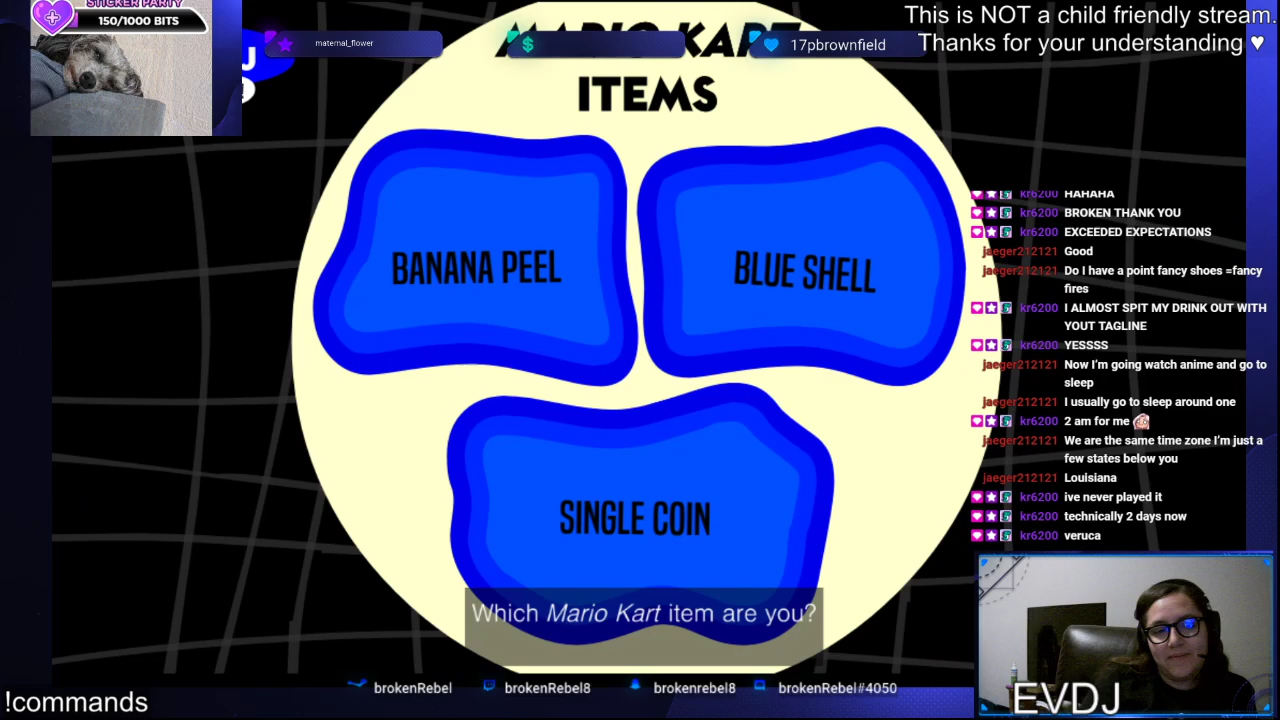 STICKER PARTY
150/1000 BITS
maternal_flower
$
17pbrownfield
This is NOT a child friendly stream.
Thanks for your understanding ♥
J
MARIO KART
ITEMS
BANANA PEEL
BLUE SHELL
SINGLE COIN
Which Mario Kart item are you?
kr6200 HAHAHA
kr6200 BROKEN THANK YOU
kr6200 EXCEEDED EXPECTATIONS
jaeger212121 Good
jaeger212121 Do I have a point fancy shoes =fancy
fires
kr6200 I ALMOST SPIT MY DRINK OUT WITH
YOUT TAGLINE
kr6200 YESSSS
jaeger212121 Now I'm going watch anime and go to
sleep
jaeger212121 I usually go to sleep around one
kr6200 2 am for me
jaeger212121 We are the same time zone I'm just a
few states below you
jaeger212121 Louisiana
kr6200 ive never played it
kr6200 technically 2 days now
kr6200 veruca
brokenRebel
brokenRebel8
brokenrebel8
brokenRebel#4050
!commands
EVDJ